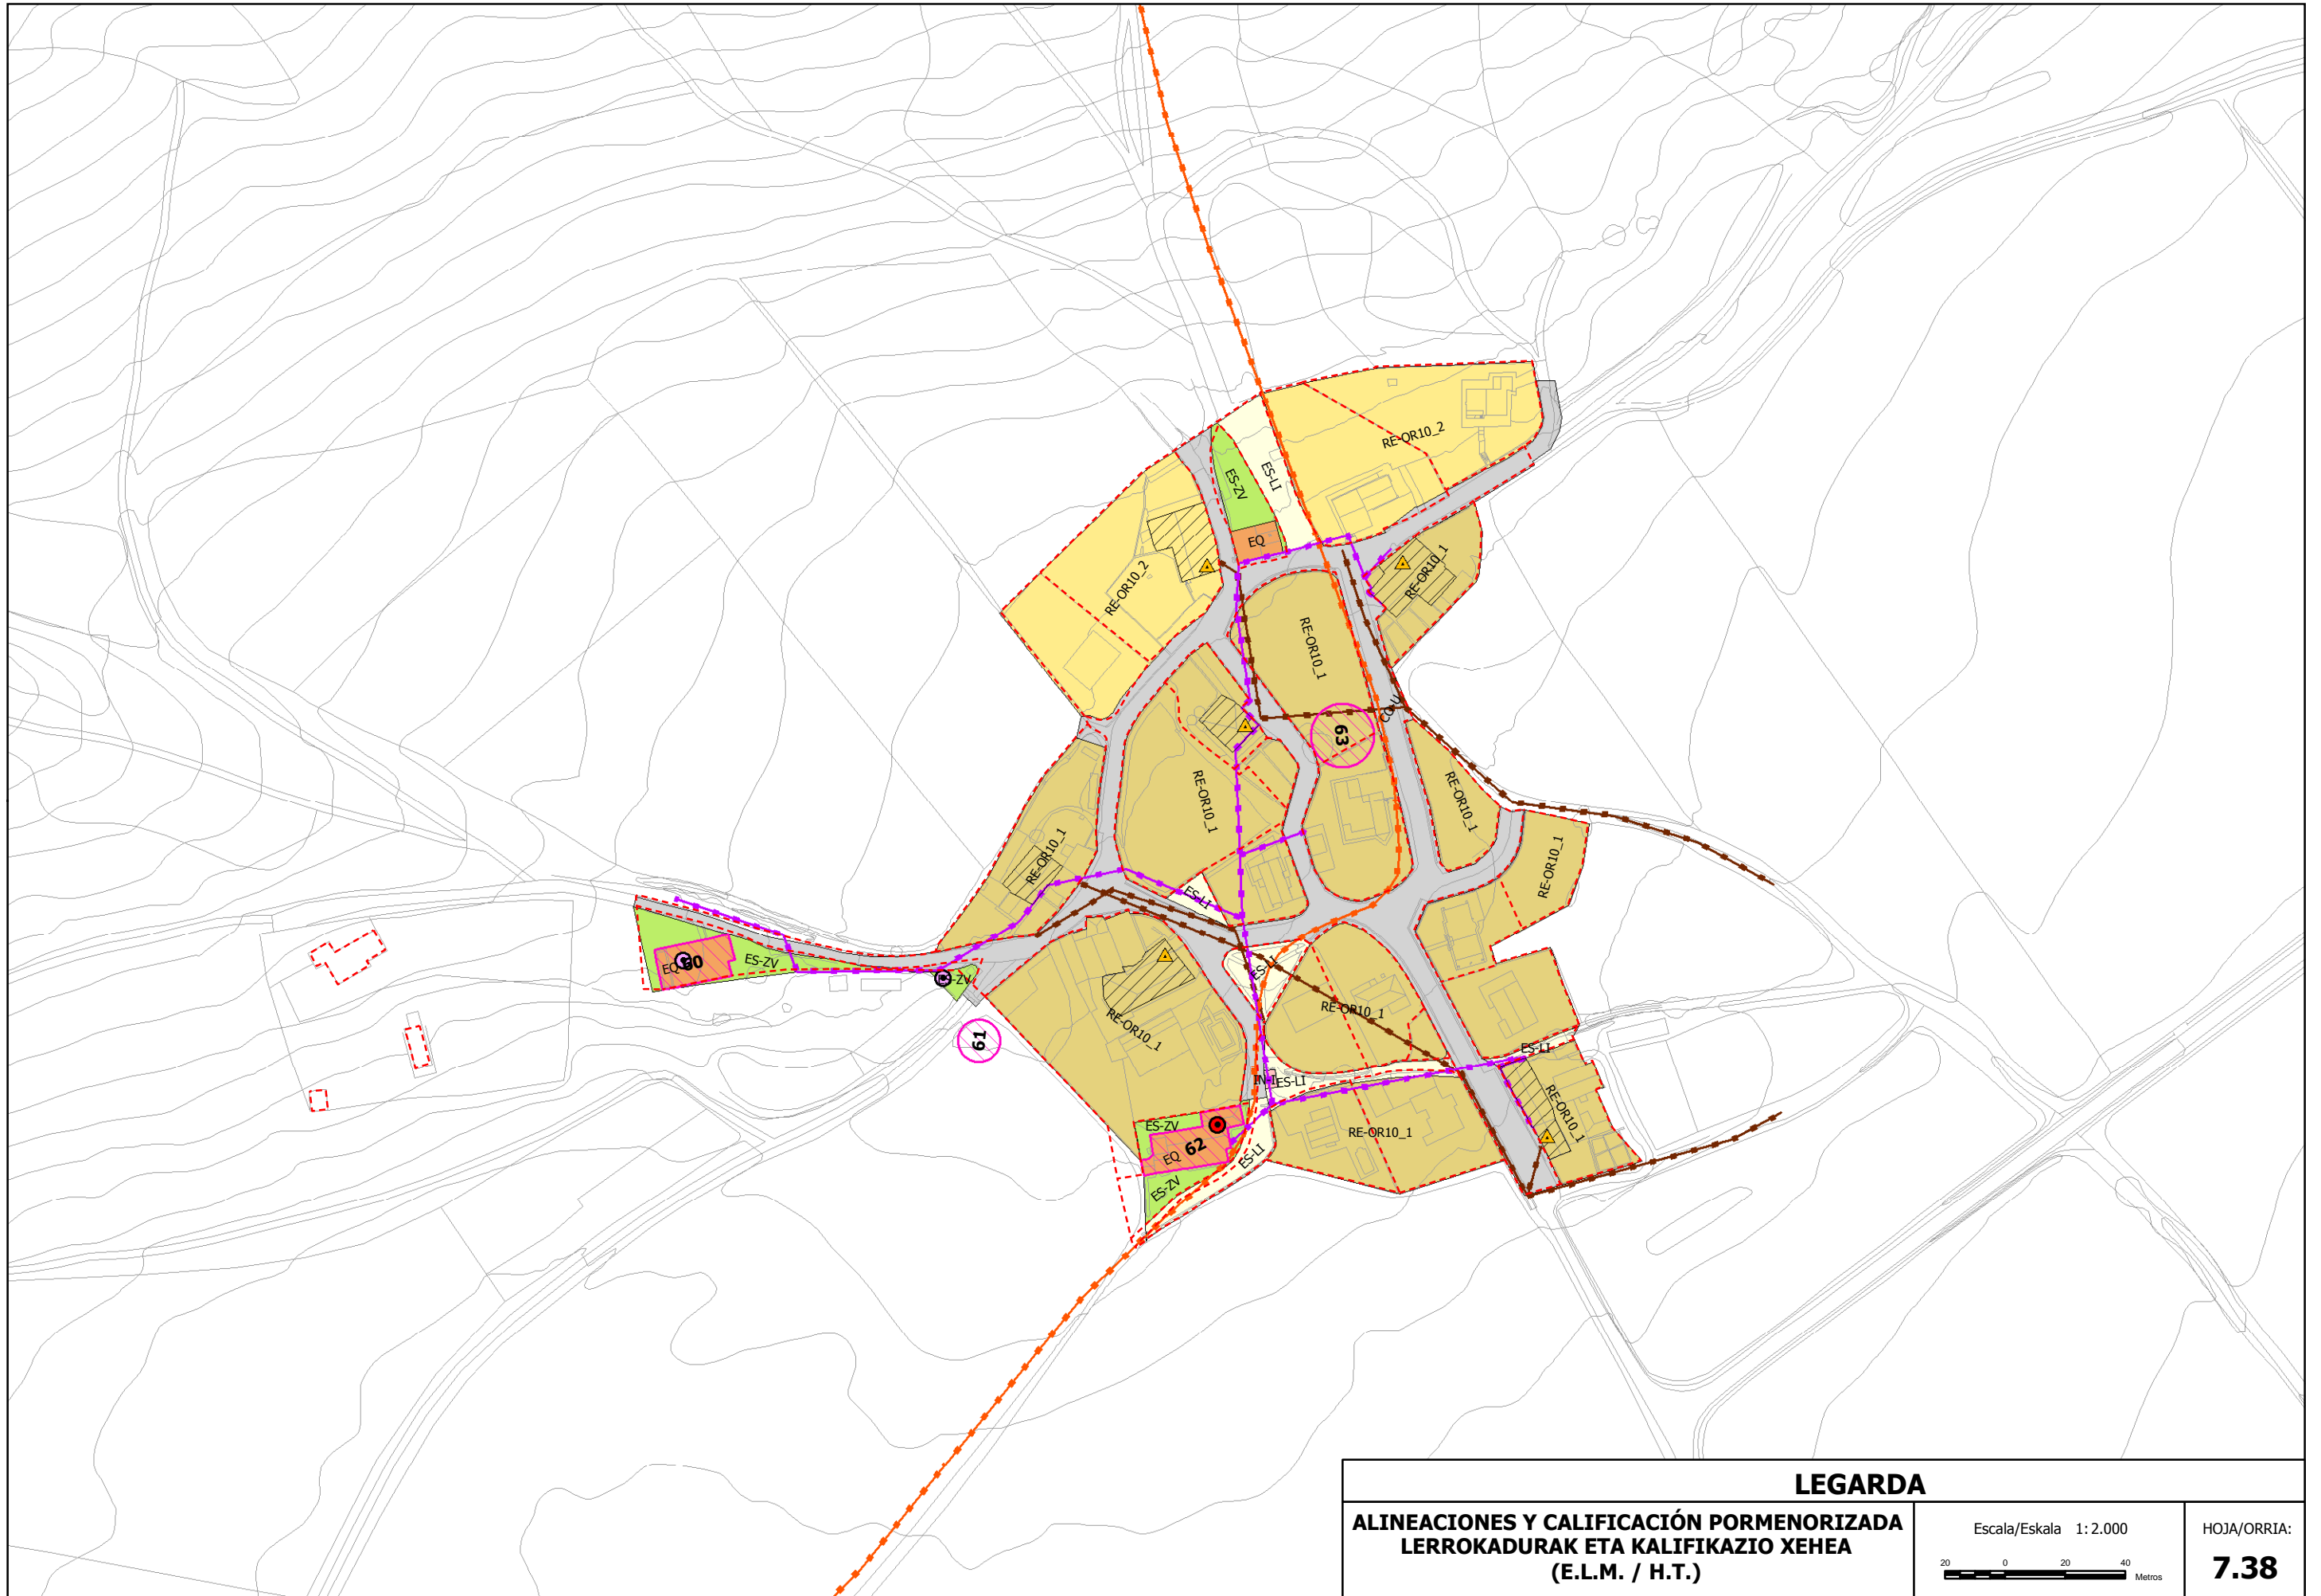 RE-OR10_2
ES-ZV
ES-LI
EQ
RE-OR10_1
RE-OR10_2
RE-OR10_1
63
RE-OR10_1
RE-OR10_1
RE-OR10_1
RE-OR10_1
ES-LI
EQ
60
ES-ZV
ES-ZV
RE-OR10_1
RE-OR10_1
61
ES-LI
ES-LI
RE-OR10_1
ES-ZV
RE-OR10_1
EQ
62
ES-LI
ES-ZV
LEGARDA
ALINEACIONES Y CALIFICACIÓN PORMENORIZADA
LERROKADURAK ETA KALIFIKAZIO XEHEA
(E.L.M. / H.T.)
Escala/Eskala 1:2.000
20 0 20 40
Metros
HOJA/ORRIA:
7.38